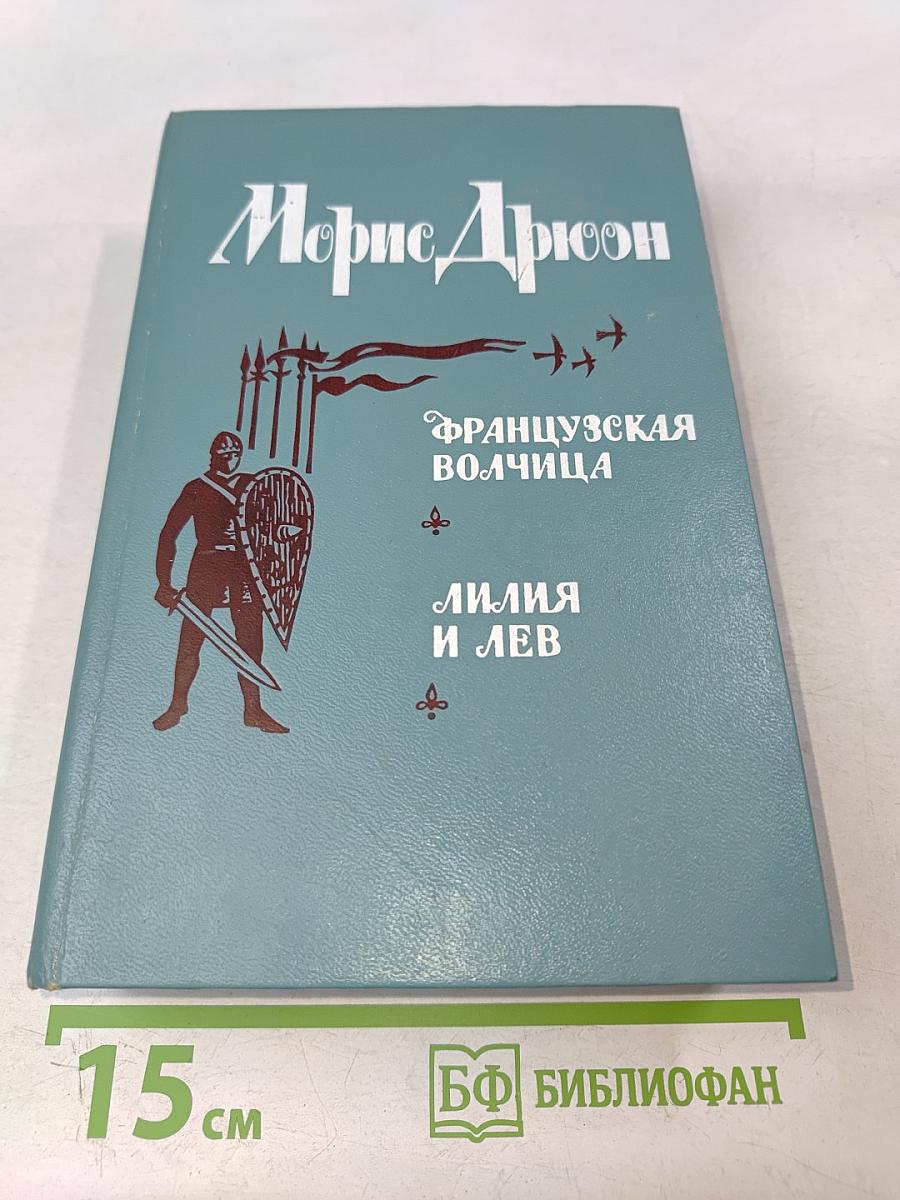 Морис Дрюон
ФРАНЦУЗСКАЯ
ВОЛЧИЦА
ЛИЛИЯ
И ЛЕВ
15 см
БФ БИБЛИОФАН